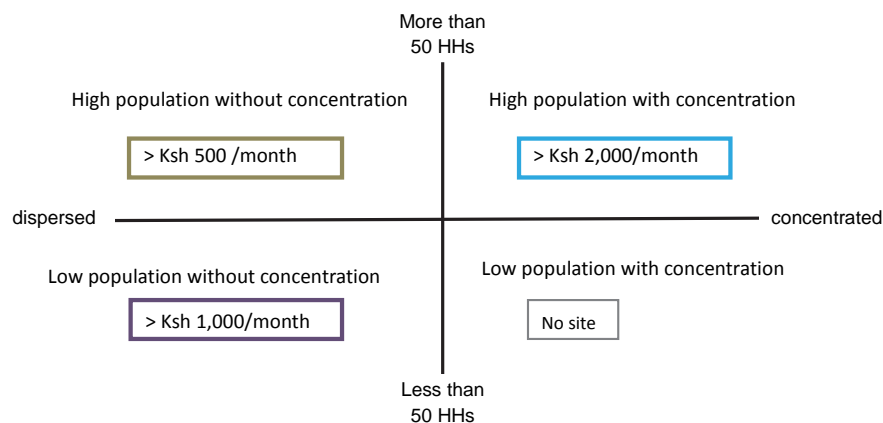 More than
50 HHs
High population without concentration
High population with concentration
> Ksh 500 /month
> Ksh 2,000/month
dispersed
concentrated
Low population without concentration
Low population with concentration
> Ksh 1,000/month
No site
Less than
50 HHs